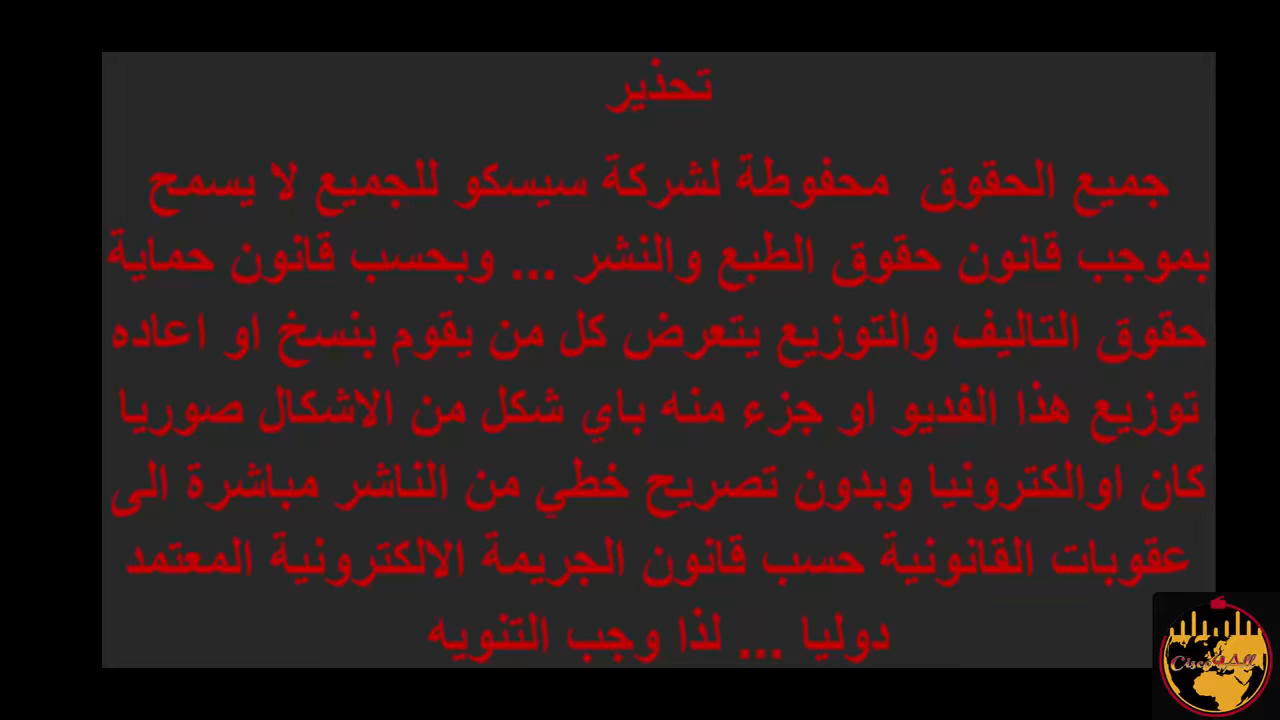 تحذير
جميع الحقوق محفوطة لشركة سيسكو للجميع لا يسمح
بموجب قانون حقوق الطبع والنشر ... وبحسب قانون حماية
حقوق التاليف والتوزيع يتعرض كل من يقوم بنسخ او اعاده
توزيع هذا الفديو او جزء منه باي شكل من الاشكال صوريا
كان اوالكترونيا وبدون تصريح خطي من الناشر مباشرة الى
عقوبات القانونية حسب قانون الجريمة الالكترونية المعتمد
دوليا ... لذا وجب التنويه
Cisco4All